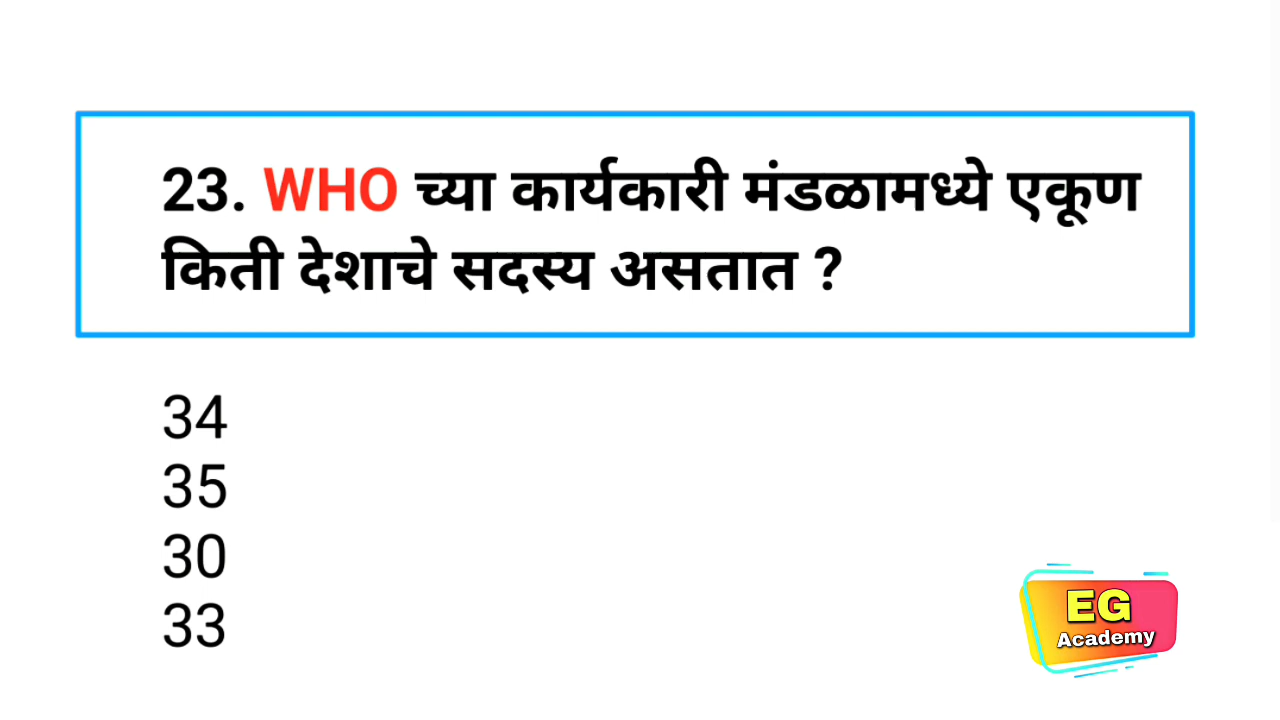 23. WHO च्या कार्यकारी मंडळामध्ये एकूण
किती देशाचे सदस्य असतात ?
34
35
30
33
EG
Academy